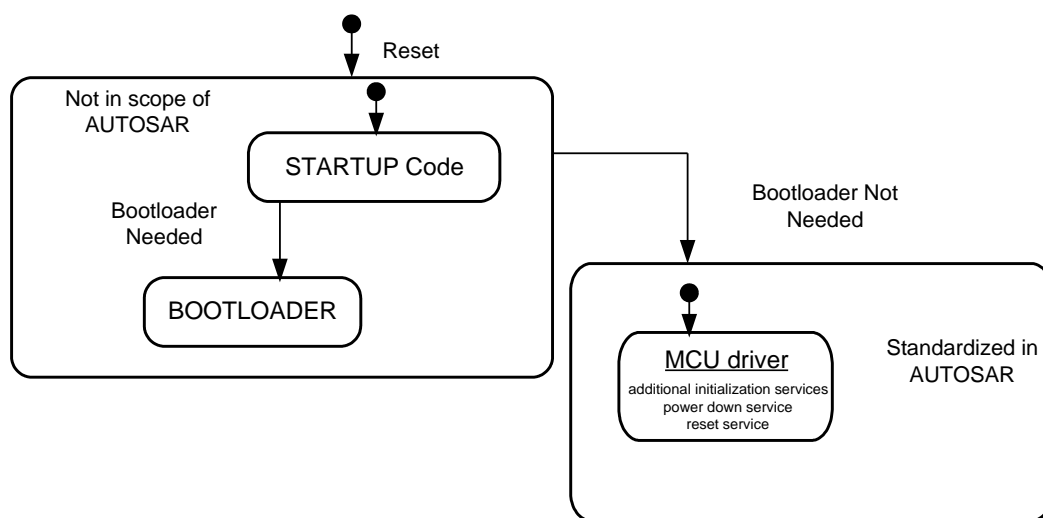 Reset
Not in scope of
AUTOSAR
STARTUP Code
Bootloader
Needed
BOOTLOADER
Bootloader Not
Needed
MCU driver
additional initialization services
power down service
reset service
Standardized in
AUTOSAR